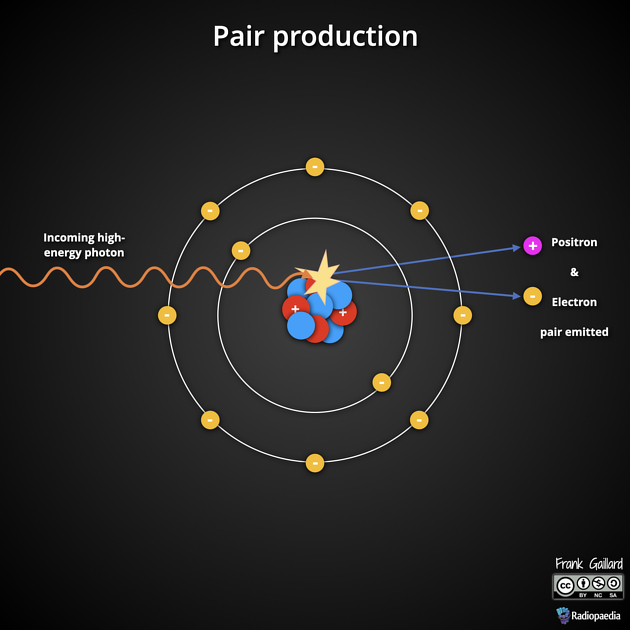 Pair production
Incoming high-
energy photon
Positron
&
Electron
pair emitted
Frank Gaillard
cc
BY NC SA
Radiopaedia